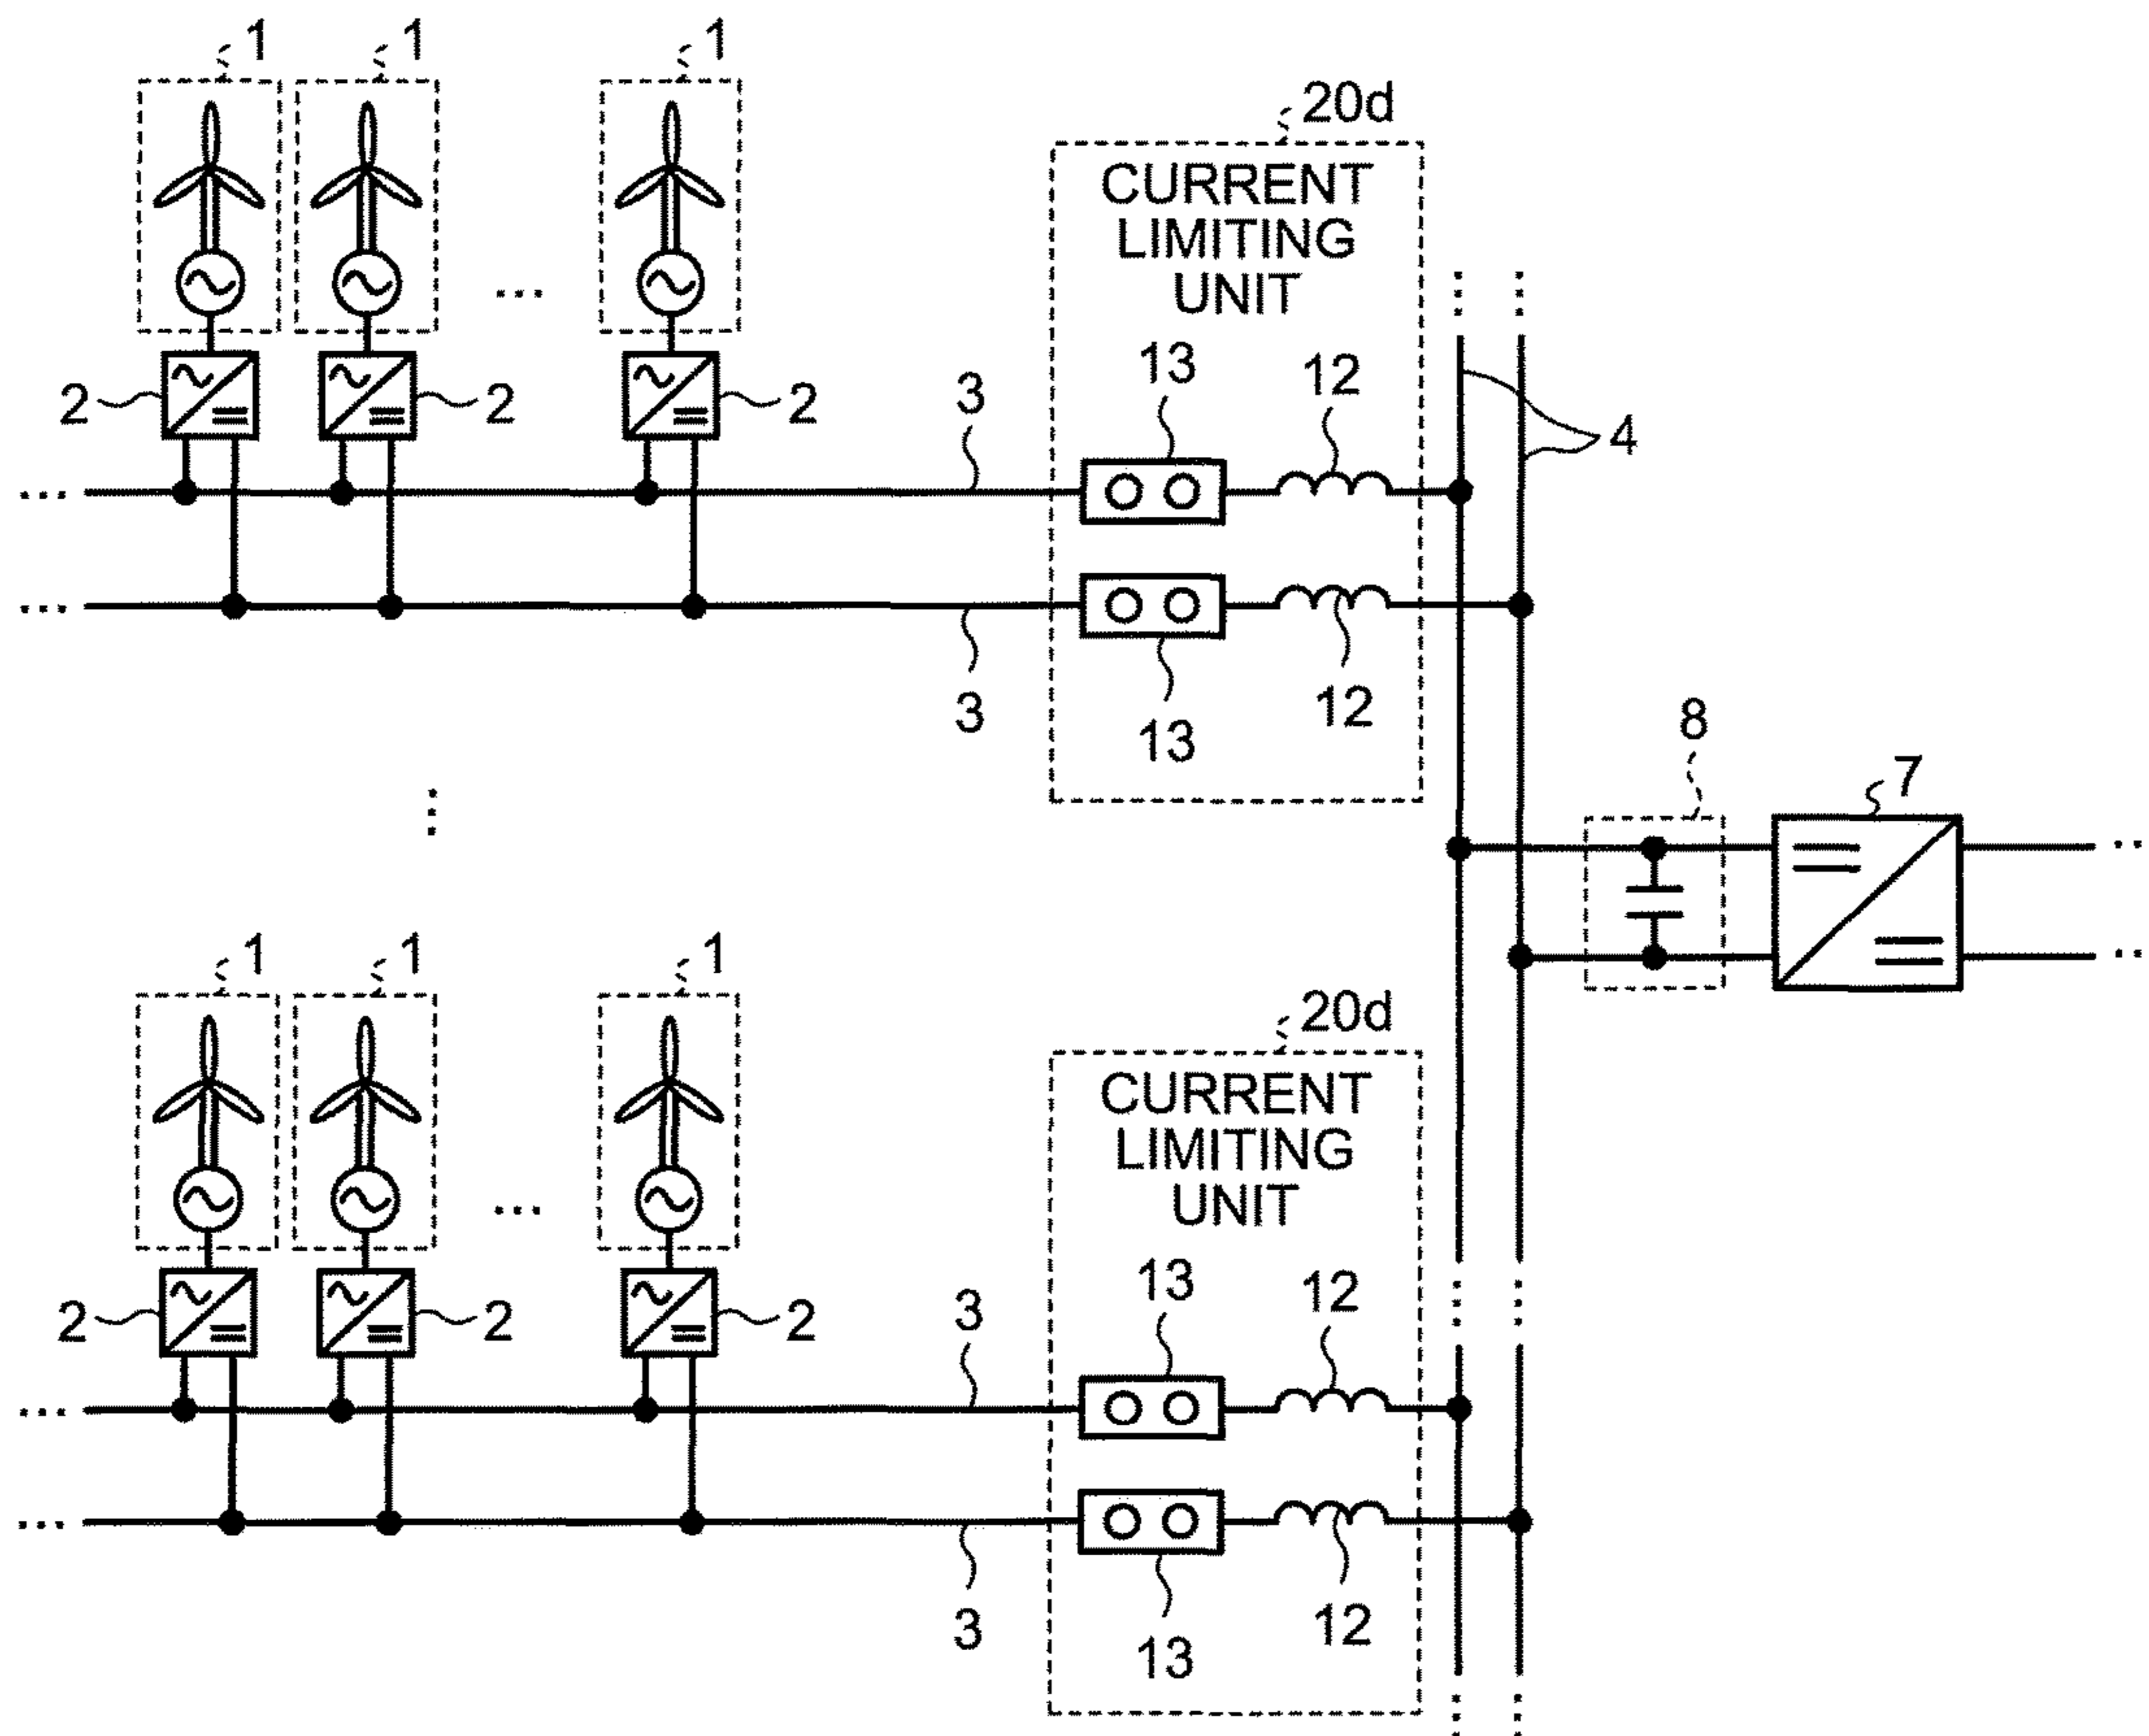 1 1 1
20d
CURRENT
LIMITING
UNIT
13 12
2 2 2 3
4
3 13 12
8
7
1 1 1
20d
CURRENT
LIMITING
UNIT
13 12
2 2 2 3
3 13 12